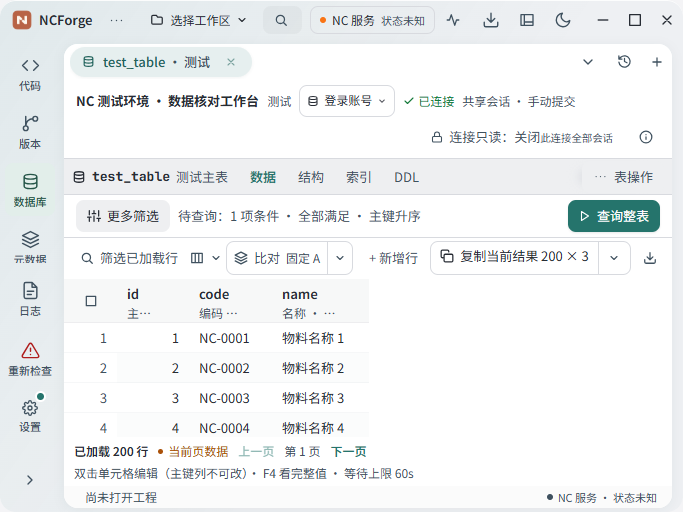 N NCForge ··· 选择工作区 NC 服务 状态未知
代码
版本
数据库
元数据
日志
重新检查
设置
test_table · 测试
NC 测试环境 · 数据核对工作台 测试 登录账号 已连接 共享会话 · 手动提交
连接只读：关闭此连接全部会话
test_table 测试主表 数据 结构 索引 DDL ··· 表操作
更多筛选 待查询：1 项条件 · 全部满足 · 主键升序 查询整表
筛选已加载行 比对 固定 A + 新增行 复制当前结果 200 × 3
id code name
主··· 编码 ··· 名称 · ···
1 1 NC-0001 物料名称 1
2 2 NC-0002 物料名称 2
3 3 NC-0003 物料名称 3
4 4 NC-0004 物料名称 4
已加载 200 行 当前页数据 上一页 第 1 页 下一页
双击单元格编辑（主键列不可改）· F4 看完整值 · 等待上限 60s
尚未打开工程 NC 服务 · 状态未知